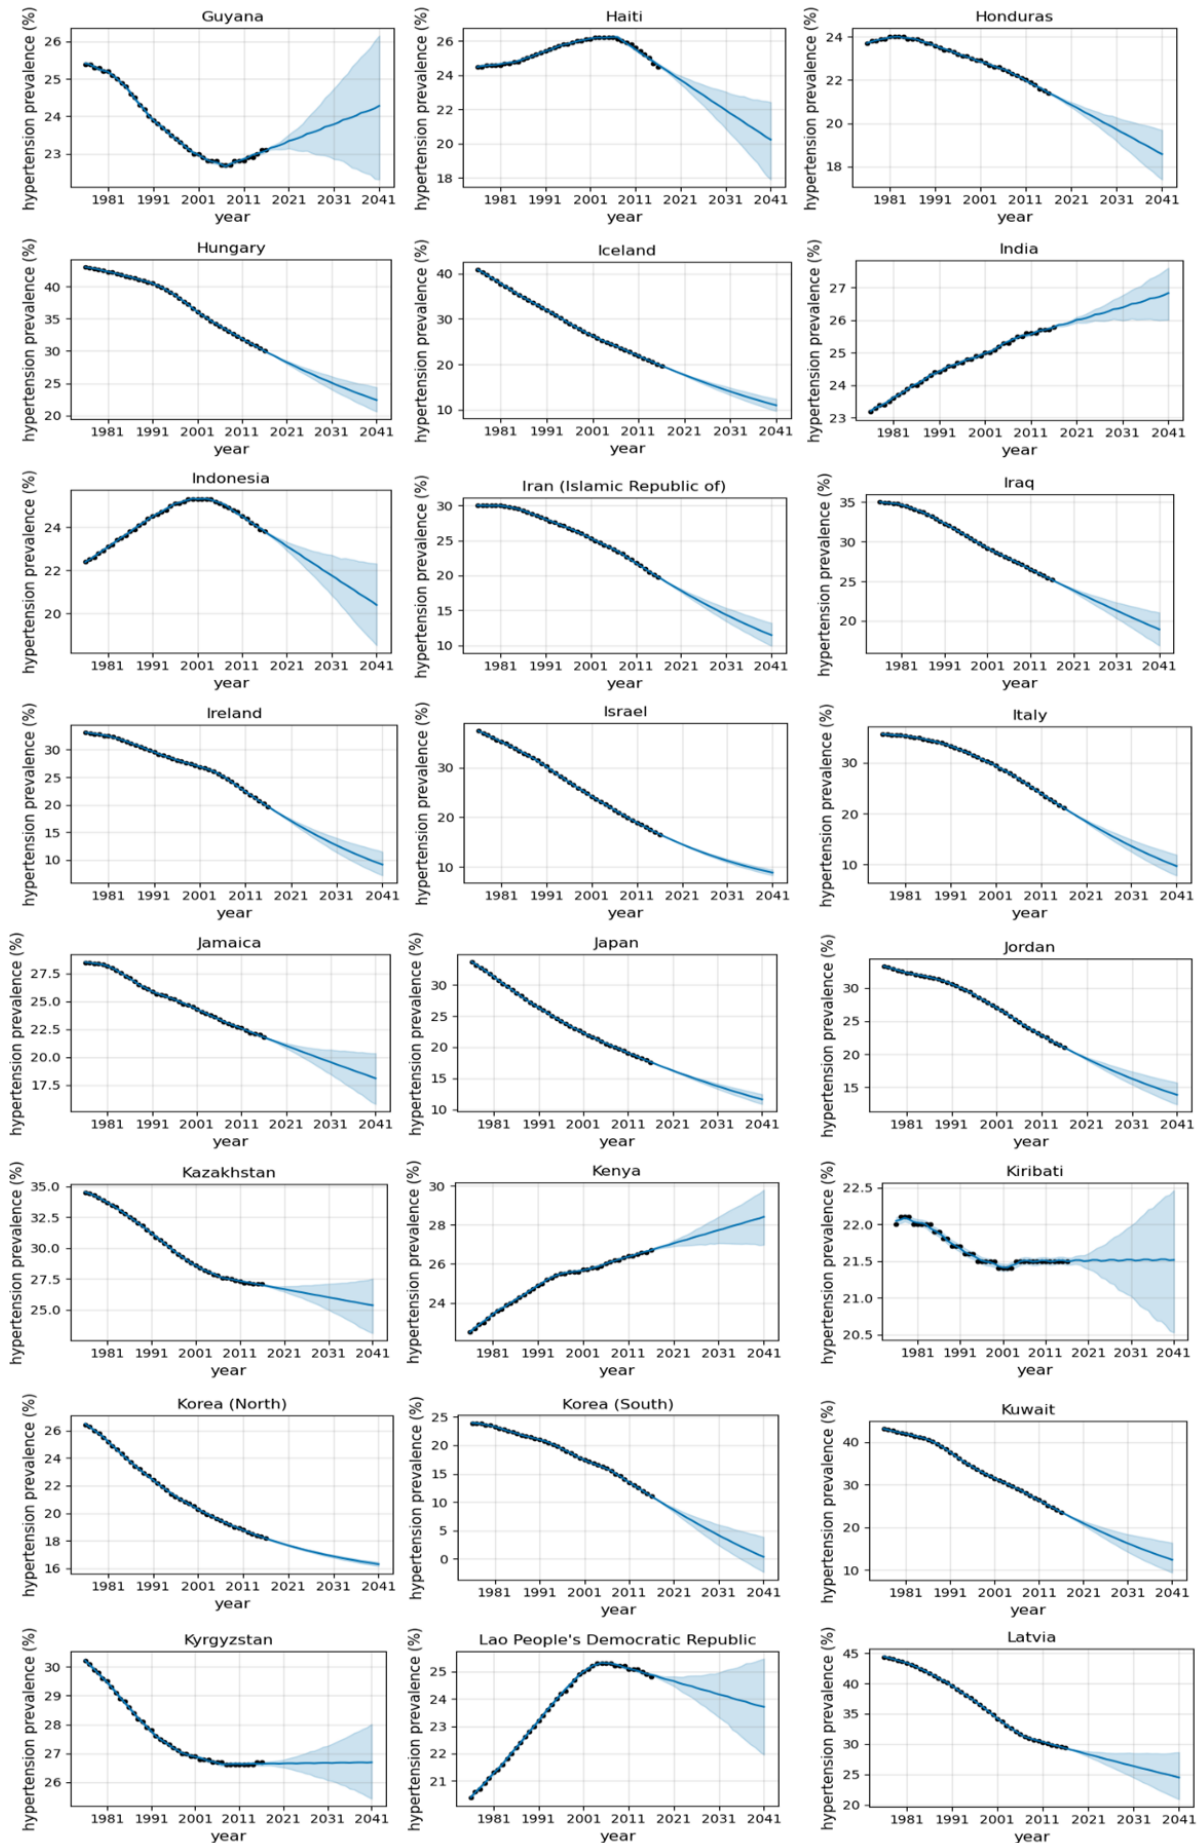 Guyana
hypertension prevalence (%)
26
25
24
23
1981 1991 2001 2011 2021 2031 2041
year
Haiti
hypertension prevalence (%)
26
24
22
20
18
1981 1991 2001 2011 2021 2031 2041
year
Honduras
hypertension prevalence (%)
24
22
20
18
1981 1991 2001 2011 2021 2031 2041
year
Hungary
hypertension prevalence (%)
40
30
25
20
1981 1991 2001 2011 2021 2031 2041
year
Iceland
hypertension prevalence (%)
40
30
20
10
1981 1991 2001 2011 2021 2031 2041
year
India
hypertension prevalence (%)
27
26
25
24
23
1981 1991 2001 2011 2021 2031 2041
year
Indonesia
hypertension prevalence (%)
24
22
20
1981 1991 2001 2011 2021 2031 2041
year
Iran (Islamic Republic of)
hypertension prevalence (%)
30
25
20
15
10
1981 1991 2001 2011 2021 2031 2041
year
Iraq
hypertension prevalence (%)
35
30
25
20
1981 1991 2001 2011 2021 2031 2041
year
Ireland
hypertension prevalence (%)
30
25
20
15
10
1981 1991 2001 2011 2021 2031 2041
year
Israel
hypertension prevalence (%)
30
20
10
1981 1991 2001 2011 2021 2031 2041
year
Italy
hypertension prevalence (%)
30
20
10
1981 1991 2001 2011 2021 2031 2041
year
Jamaica
hypertension prevalence (%)
27.5
25.0
22.5
20.0
17.5
1981 1991 2001 2011 2021 2031 2041
year
Japan
hypertension prevalence (%)
30
25
20
15
10
1981 1991 2001 2011 2021 2031 2041
year
Jordan
hypertension prevalence (%)
30
25
20
15
1981 1991 2001 2011 2021 2031 2041
year
Kazakhstan
hypertension prevalence (%)
35.0
32.5
30.0
27.5
25.0
1981 1991 2001 2011 2021 2031 2041
year
Kenya
hypertension prevalence (%)
30
28
26
24
1981 1991 2001 2011 2021 2031 2041
year
Kiribati
hypertension prevalence (%)
22.5
22.0
21.5
21.0
20.5
1981 1991 2001 2011 2021 2031 2041
year
Korea (North)
hypertension prevalence (%)
26
24
22
20
18
16
1981 1991 2001 2011 2021 2031 2041
year
Korea (South)
hypertension prevalence (%)
25
20
15
10
5
0
1981 1991 2001 2011 2021 2031 2041
year
Kuwait
hypertension prevalence (%)
40
30
20
10
1981 1991 2001 2011 2021 2031 2041
year
Kyrgyzstan
hypertension prevalence (%)
30
29
28
27
26
1981 1991 2001 2011 2021 2031 2041
year
Lao People's Democratic Republic
hypertension prevalence (%)
25
24
23
22
21
1981 1991 2001 2011 2021 2031 2041
year
Latvia
hypertension prevalence (%)
45
40
35
30
25
20
1981 1991 2001 2011 2021 2031 2041
year